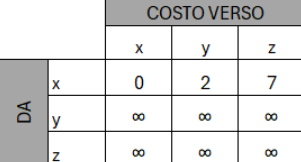 COSTO VERSO
x y z
DA
x 0 2 7
y ∞ ∞ ∞
z ∞ ∞ ∞